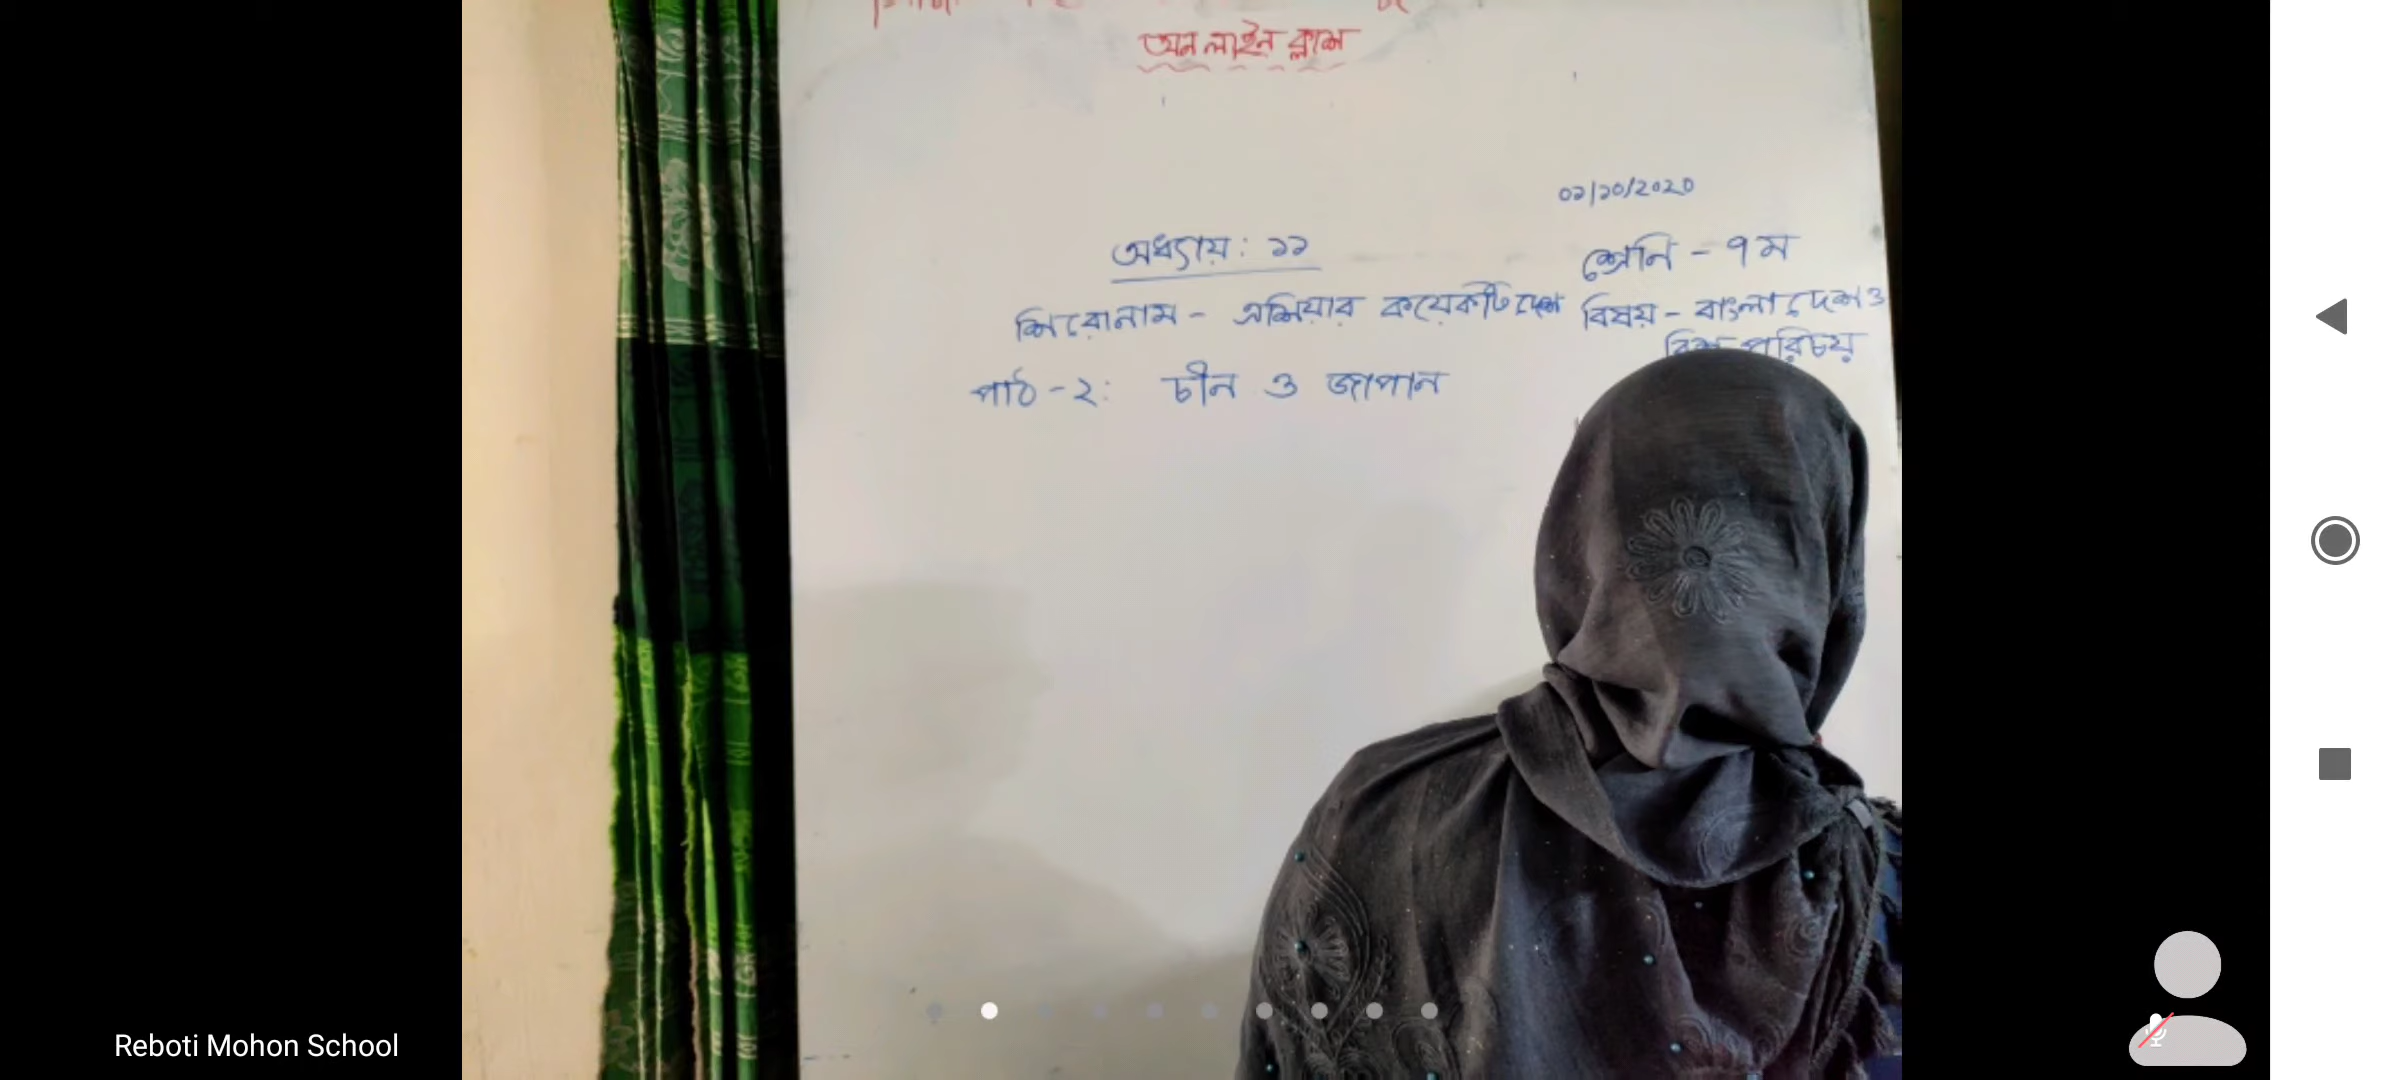 অনলাইন ক্লাশ
০১/১০/২০২০
অধ্যায়: ১১
শ্রেনি - ৭ম
শিরোনাম - এশিয়ার কয়েকটি দেশ
বিষয় - বাংলাদেশ ও
পরিচয়
পাঠ - ২: চীন ও জাপান
Reboti Mohon School